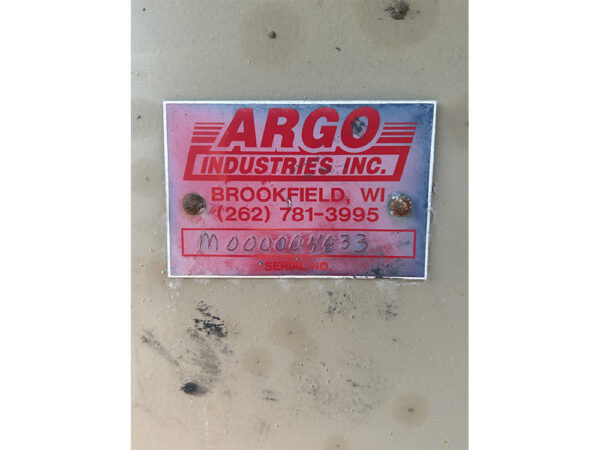 ARGO
INDUSTRIES INC.
BROOKFIELD, WI
(262) 781-3995
SERIAL NO.